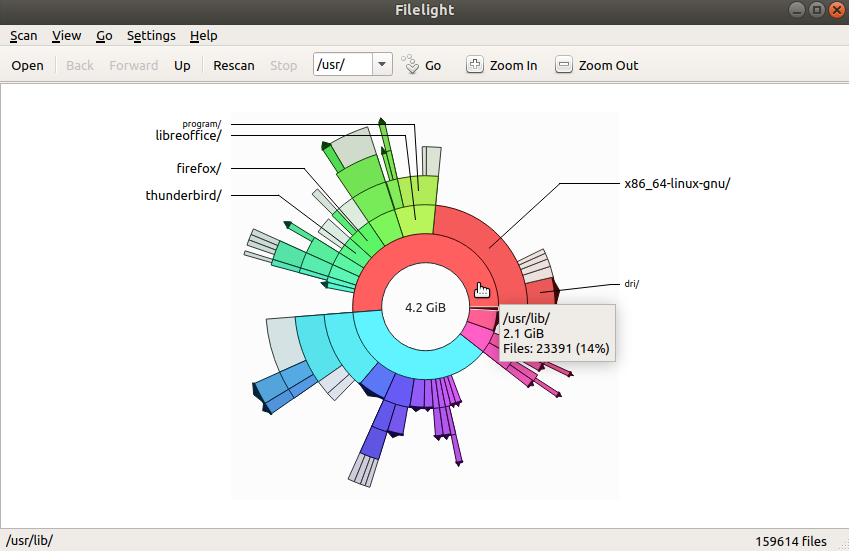 Filelight
Scan View Go Settings Help
Open Back Forward Up Rescan Stop /usr/ Go Zoom In Zoom Out
program/
libreoffice/
firefox/
thunderbird/
x86_64-linux-gnu/
dri/
4.2 GiB
/usr/lib/
2.1 GiB
Files: 23391 (14%)
/usr/lib/ 159614 files